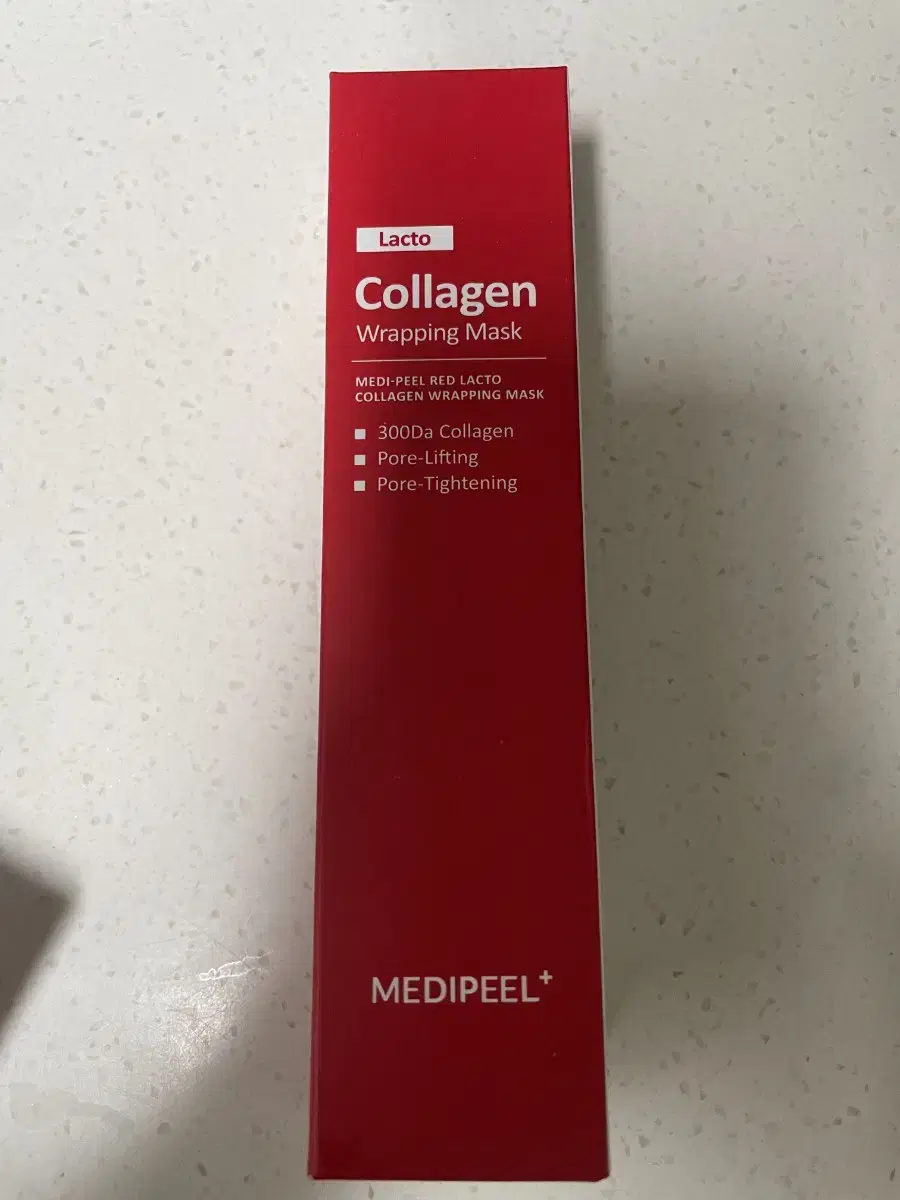 Lacto
Collagen
Wrapping Mask
MEDI-PEEL RED LACTO
COLLAGEN WRAPPING MASK
300Da Collagen
Pore-Lifting
Pore-Tightening
MEDIPEEL+